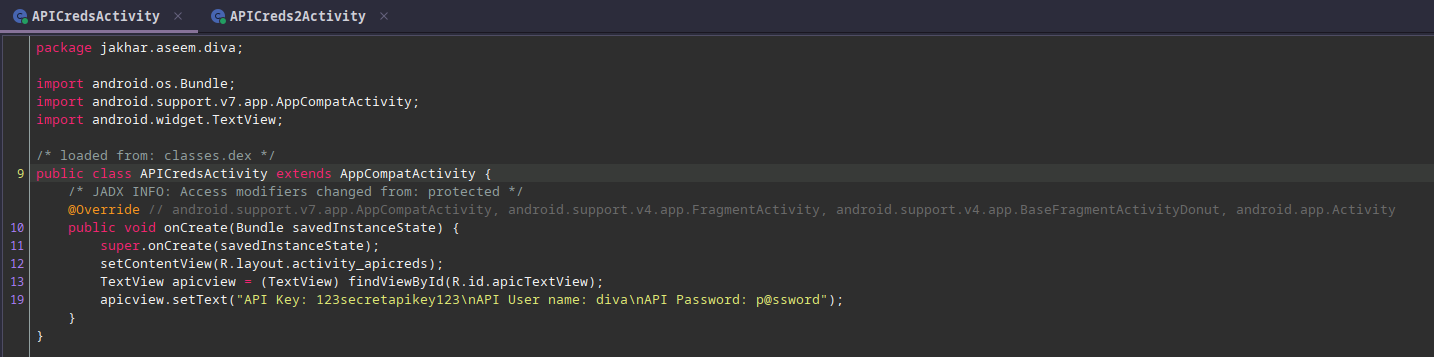 APICredsActivity × APICreds2Activity ×
package jakhar.aseem.diva;
import android.os.Bundle;
import android.support.v7.app.AppCompatActivity;
import android.widget.TextView;
/* loaded from: classes.dex */
9 public class APICredsActivity extends AppCompatActivity {
/* JADX INFO: Access modifiers changed from: protected */
@Override // android.support.v7.app.AppCompatActivity, android.support.v4.app.FragmentActivity, android.support.v4.app.BaseFragmentActivityDonut, android.app.Activity
10 public void onCreate(Bundle savedInstanceState) {
11 super.onCreate(savedInstanceState);
12 setContentView(R.layout.activity_apicreds);
13 TextView apicview = (TextView) findViewById(R.id.apicTextView);
19 apicview.setText("API Key: 123secretapikey123\nAPI User name: diva\nAPI Password: p@ssword");
}
}